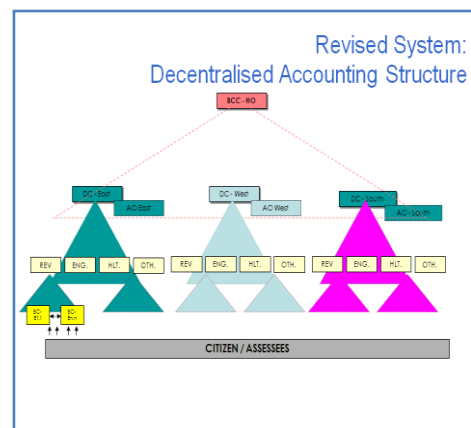 Revised System:
Decentralised Accounting Structure
BCC - HO
DC - East
AO East
DC - West
AO West
DC - South
AO - South
REV
ENG.
HLT.
OTH.
REV
ENG.
HLT.
OTH.
REV
ENG.
HLT.
OTH.
CITIZEN / ASSESSEES